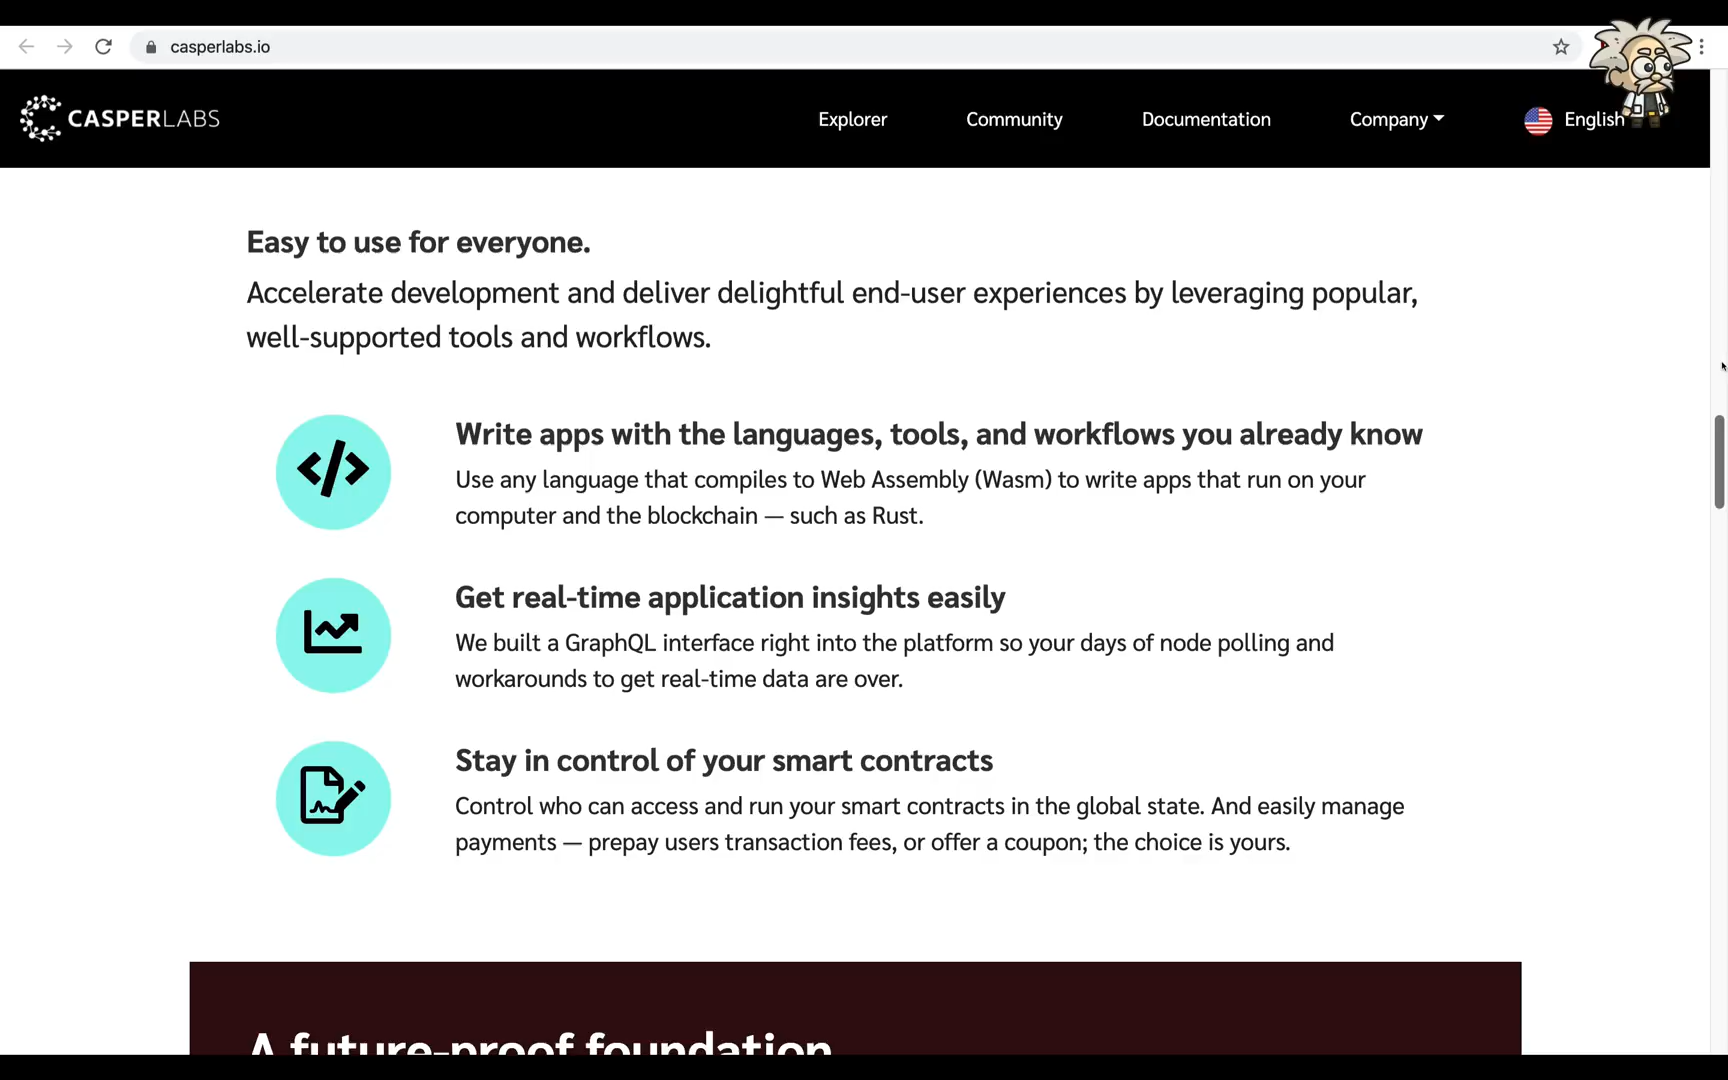 casperlabs.io
CASPERLABS
Explorer
Community
Documentation
Company
English
Easy to use for everyone.
Accelerate development and deliver delightful end-user experiences by leveraging popular,
well-supported tools and workflows.
Write apps with the languages, tools, and workflows you already know
Use any language that compiles to Web Assembly (Wasm) to write apps that run on your
computer and the blockchain — such as Rust.
Get real-time application insights easily
We built a GraphQL interface right into the platform so your days of node polling and
workarounds to get real-time data are over.
Stay in control of your smart contracts
Control who can access and run your smart contracts in the global state. And easily manage
payments — prepay users transaction fees, or offer a coupon; the choice is yours.
A future-proof foundation